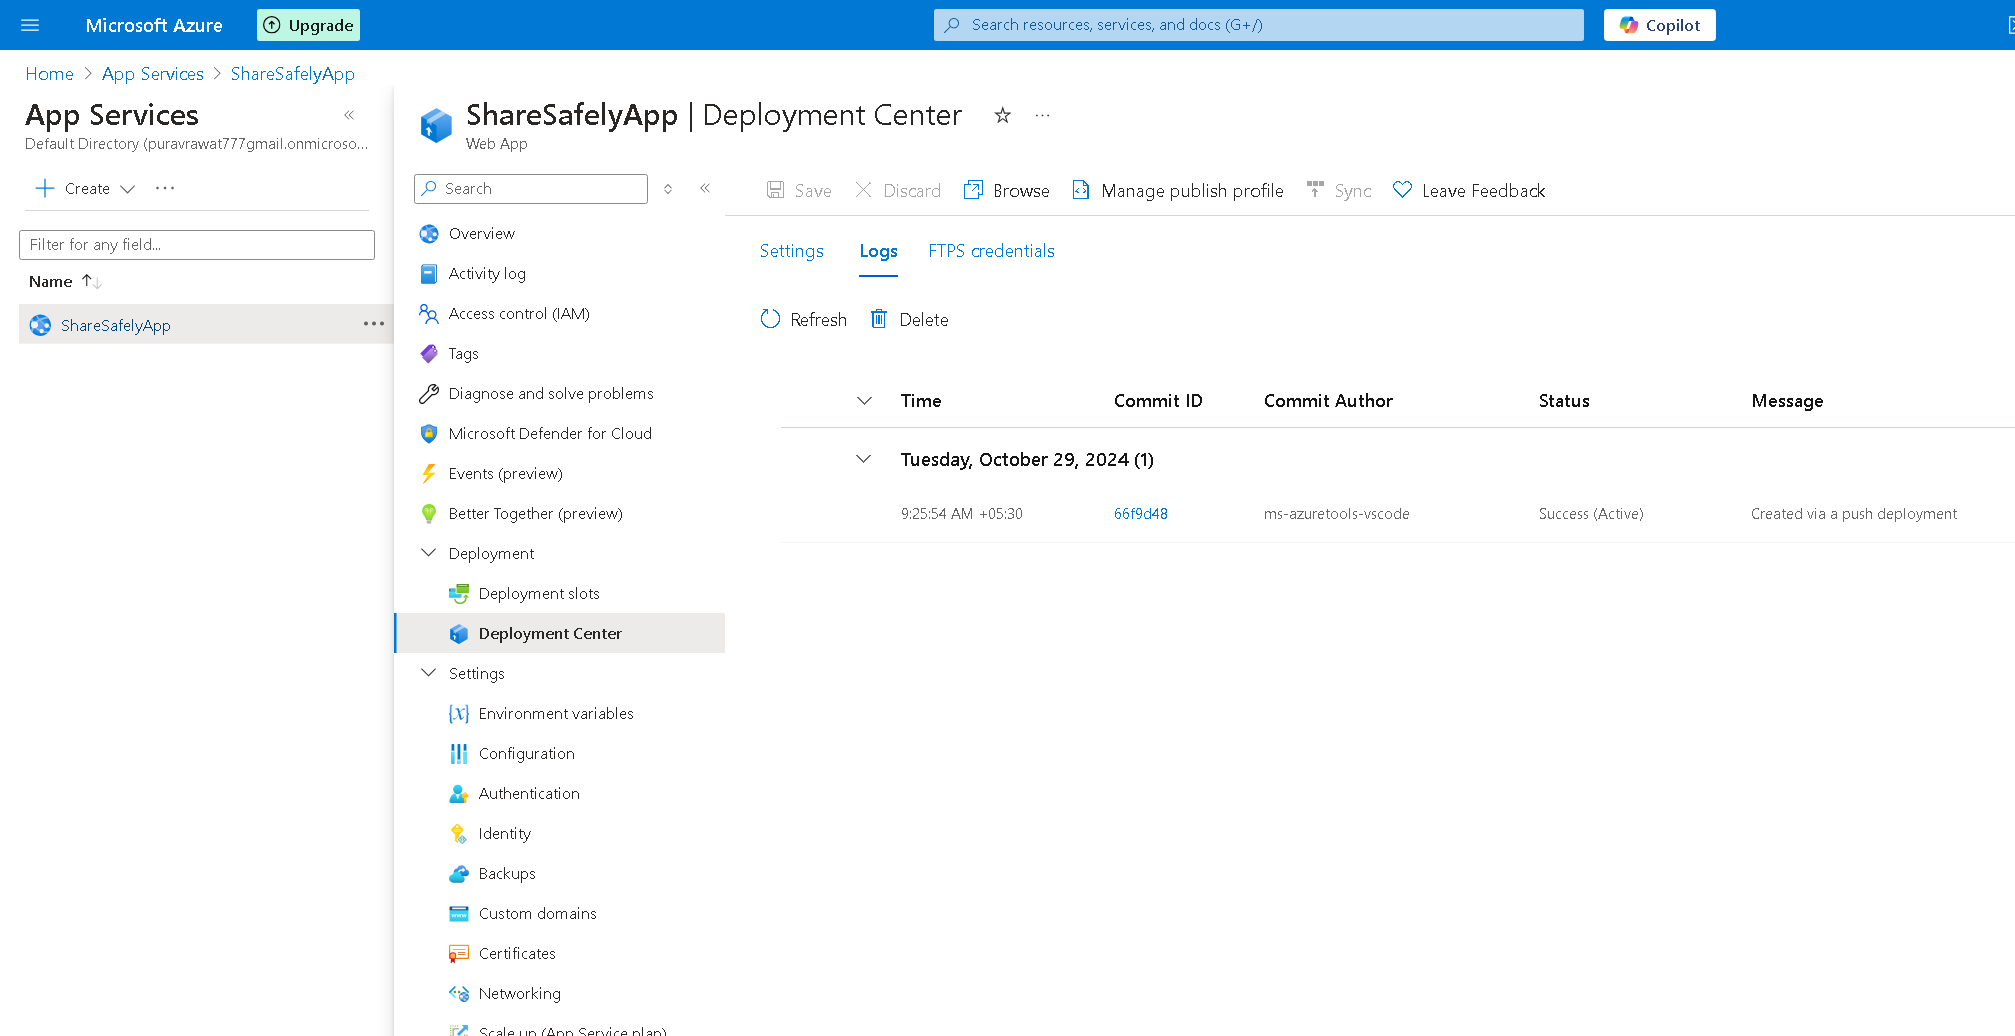 Microsoft Azure
Upgrade
Search resources, services, and docs (G+/)
Copilot
Home > App Services > ShareSafelyApp
App Services
Default Directory (puravrawat777gmail.onmicroso...
Create
Filter for any field...
Name
ShareSafelyApp
ShareSafelyApp | Deployment Center
Web App
Search
Overview
Activity log
Access control (IAM)
Tags
Diagnose and solve problems
Microsoft Defender for Cloud
Events (preview)
Better Together (preview)
Deployment
Deployment slots
Deployment Center
Settings
Environment variables
Configuration
Authentication
Identity
Backups
Custom domains
Certificates
Networking
Scale up (App Service plan)
Save Discard Browse Manage publish profile Sync Leave Feedback
Settings Logs FTPS credentials
Refresh Delete
Time Commit ID Commit Author Status Message
Tuesday, October 29, 2024 (1)
9:25:54 AM +05:30 66f9d48 ms-azuretools-vscode Success (Active) Created via a push deployment